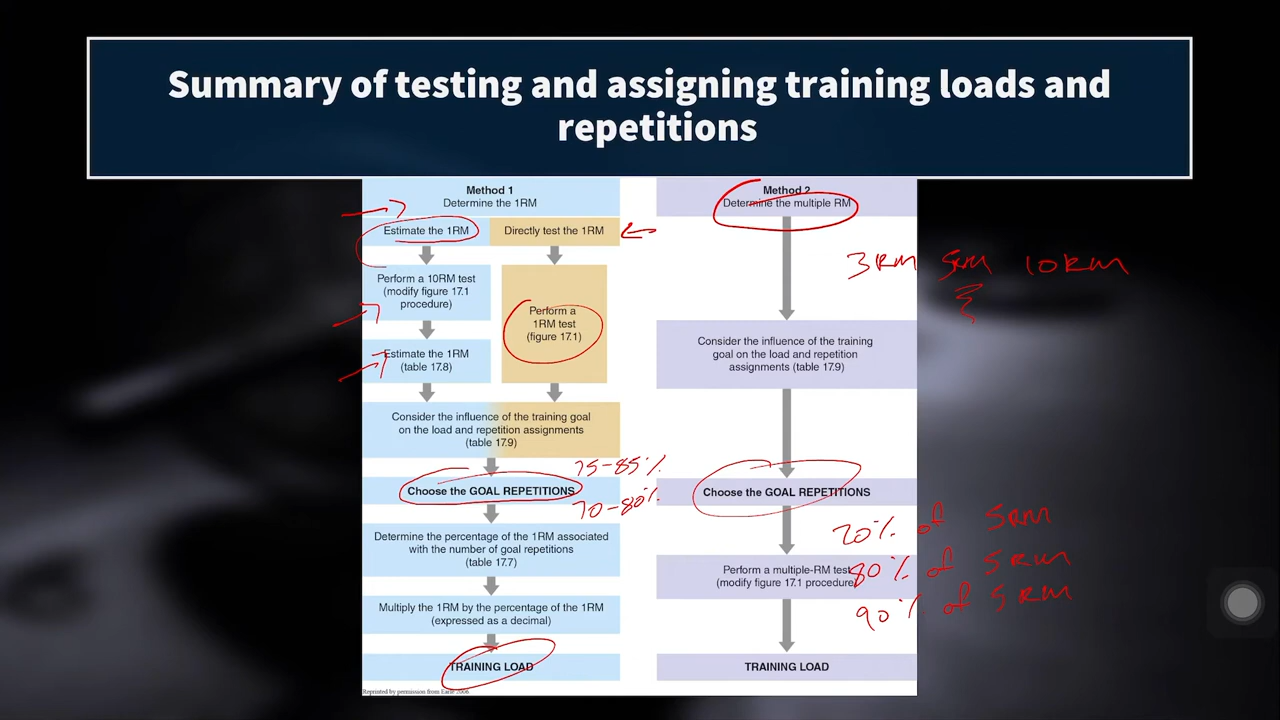 Summary of testing and assigning training loads and
repetitions
Method 1
Determine the 1RM
Estimate the 1RM
Directly test the 1RM
Perform a 10RM test
(modify figure 17.1
procedure)
Perform a
1RM test
(figure 17.1)
Estimate the 1RM
(table 17.8)
Consider the influence of the training goal
on the load and repetition assignments
(table 17.9)
Choose the GOAL REPETITIONS
75-85%
70-80%
Determine the percentage of the 1RM associated
with the number of goal repetitions
(table 17.7)
Multiply the 1RM by the percentage of the 1RM
(expressed as a decimal)
TRAINING LOAD
Reprinted by permission from Earle 2006.
Method 2
Determine the multiple RM
3RM 5RM 10RM
Consider the influence of the training
goal on the load and repetition
assignments (table 17.9)
Choose the GOAL REPETITIONS
70% of 5RM
Perform a multiple-RM test
(modify figure 17.1 procedure)
80% of 5RM
90% of 5RM
TRAINING LOAD